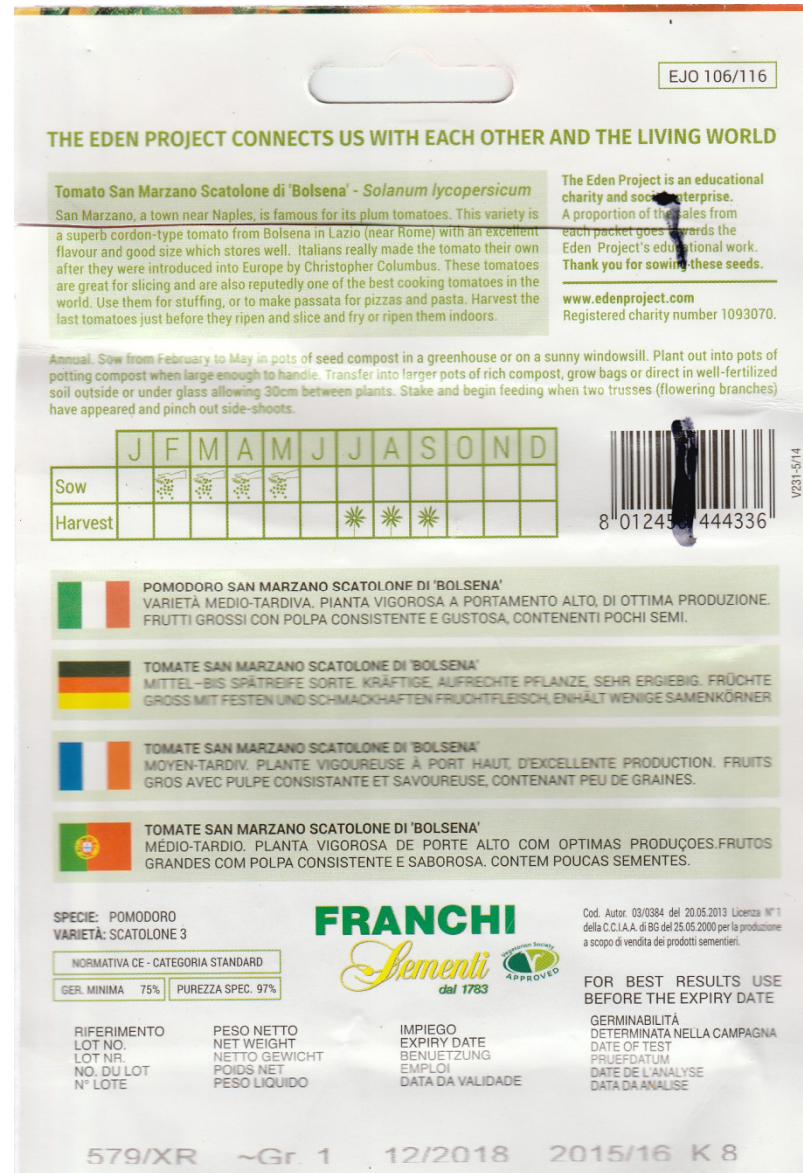 EJO 106/116
THE EDEN PROJECT CONNECTS US WITH EACH OTHER AND THE LIVING WORLD
Tomato San Marzano Scatolone di 'Bolsena' - Solanum lycopersicum
San Marzano, a town near Naples, is famous for its plum tomatoes. This variety is
a superb cordon-type tomato from Bolsena in Lazio (near Rome) with an excellent
flavour and good size which stores well. Italians really made the tomato their own
after they were introduced into Europe by Christopher Columbus. These tomatoes
are great for slicing and are also reputedly one of the best cooking tomatoes in the
world. Use them for stuffing, or to make passata for pizzas and pasta. Harvest the
last tomatoes just before they ripen and slice and fry or ripen them indoors.
The Eden Project is an educational
charity and social enterprise.
A proportion of the sales from
each packet goes towards the
Eden Project's educational work.
Thank you for sowing these seeds.
www.edenproject.com
Registered charity number 1093070.
Annual. Sow from February to May in pots of seed compost in a greenhouse or on a sunny windowsill. Plant out into pots of
potting compost when large enough to handle. Transfer into larger pots of rich compost, grow bags or direct in well-fertilized
soil outside or under glass allowing 30cm between plants. Stake and begin feeding when two trusses (flowering branches)
have appeared and pinch out side-shoots.
J F M A M J J A S O N D
Sow
Harvest
8 01245 444336
V231-5/14
POMODORO SAN MARZANO SCATOLONE DI 'BOLSENA'
VARIETÀ MEDIO-TARDIVA. PIANTA VIGOROSA A PORTAMENTO ALTO, DI OTTIMA PRODUZIONE.
FRUTTI GROSSI CON POLPA CONSISTENTE E GUSTOSA, CONTENENTI POCHI SEMI.
TOMATE SAN MARZANO SCATOLONE DI 'BOLSENA'
MITTEL-BIS SPÄTREIFE SORTE. KRÄFTIGE, AUFRECHTE PFLANZE, SEHR ERGIEBIG. FRÜCHTE
GROSS MIT FESTEN UND SCHMACKHAFTEN FRUCHTFLEISCH, ENHÄLT WENIGE SAMENKÖRNER
TOMATE SAN MARZANO SCATOLONE DI 'BOLSENA'
MOYEN-TARDIV. PLANTE VIGOUREUSE À PORT HAUT, D'EXCELLENTE PRODUCTION. FRUITS
GROS AVEC PULPE CONSISTANTE ET SAVOUREUSE, CONTENANT PEU DE GRAINES.
TOMATE SAN MARZANO SCATOLONE DI 'BOLSENA'
MÉDIO-TARDIO. PLANTA VIGOROSA DE PORTE ALTO COM OPTIMAS PRODUÇOES.FRUTOS
GRANDES COM POLPA CONSISTENTE E SABOROSA. CONTEM POUCAS SEMENTES.
SPECIE: POMODORO
VARIETÀ: SCATOLONE 3
NORMATIVA CE - CATEGORIA STANDARD
GER. MINIMA 75% PUREZZA SPEC. 97%
FRANCHI
Sementi
dal 1783
Vegetarian Society
APPROVED
Cod. Autor. 03/0384 del 20.05.2013 Licenza N° 1
della C.C.I.A.A. di BG del 25.05.2000 per la produzione
a scopo di vendita dei prodotti sementieri.
FOR BEST RESULTS USE
BEFORE THE EXPIRY DATE
RIFERIMENTO
LOT NO.
LOT NR.
NO. DU LOT
N° LOTE
PESO NETTO
NET WEIGHT
NETTO GEWICHT
POIDS NET
PESO LIQUIDO
IMPIEGO
EXPIRY DATE
BENUETZUNG
EMPLOI
DATA DA VALIDADE
GERMINABILITÁ
DETERMINATA NELLA CAMPAGNA
DATE OF TEST
PRUEFDATUM
DATE DE L'ANALYSE
DATA DA ANALISE
579/XR ~Gr. 1 12/2018 2015/16 K 8